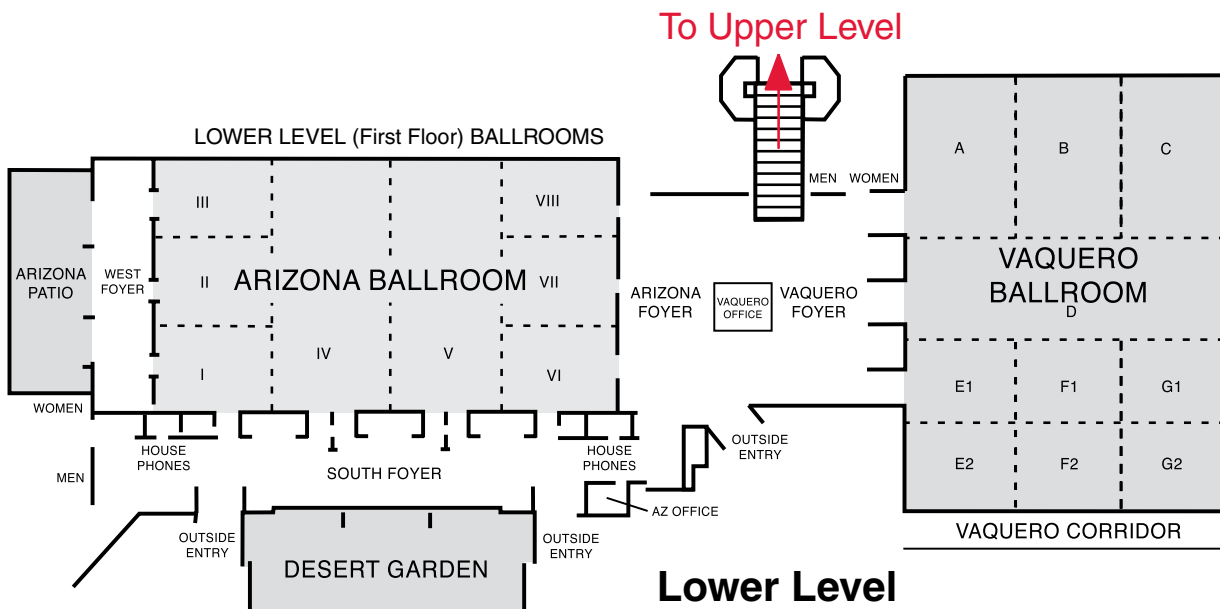 To Upper Level
LOWER LEVEL (First Floor) BALLROOMS
MEN WOMEN
A B C
III VIII
ARIZONA
PATIO
WEST
FOYER
II ARIZONA BALLROOM VII
ARIZONA
FOYER
VAQUERO
OFFICE
VAQUERO
FOYER
VAQUERO
BALLROOM
D
I IV V VI
E1 F1 G1
WOMEN
HOUSE
PHONES
HOUSE
PHONES
OUTSIDE
ENTRY
E2 F2 G2
MEN
SOUTH FOYER
AZ OFFICE
OUTSIDE
ENTRY
OUTSIDE
ENTRY
VAQUERO CORRIDOR
DESERT GARDEN
Lower Level